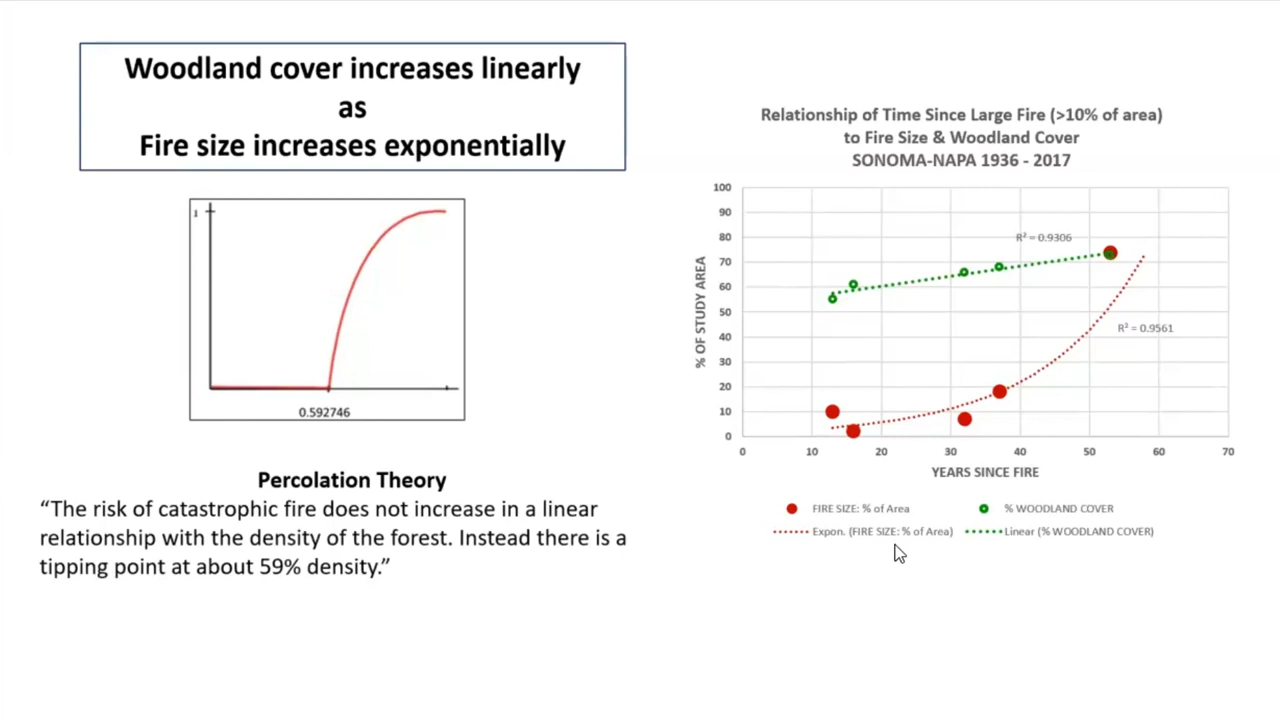 Woodland cover increases linearly
as
Fire size increases exponentially
1
0.592746
Percolation Theory
“The risk of catastrophic fire does not increase in a linear
relationship with the density of the forest. Instead there is a
tipping point at about 59% density.”
Relationship of Time Since Large Fire (>10% of area)
to Fire Size & Woodland Cover
SONOMA-NAPA 1936 - 2017
% OF STUDY AREA
100
90
80
70
60
50
40
30
20
10
0
R² = 0.9306
R² = 0.9561
0 10 20 30 40 50 60 70
YEARS SINCE FIRE
FIRE SIZE: % of Area
% WOODLAND COVER
Expon. (FIRE SIZE: % of Area)
Linear (% WOODLAND COVER)